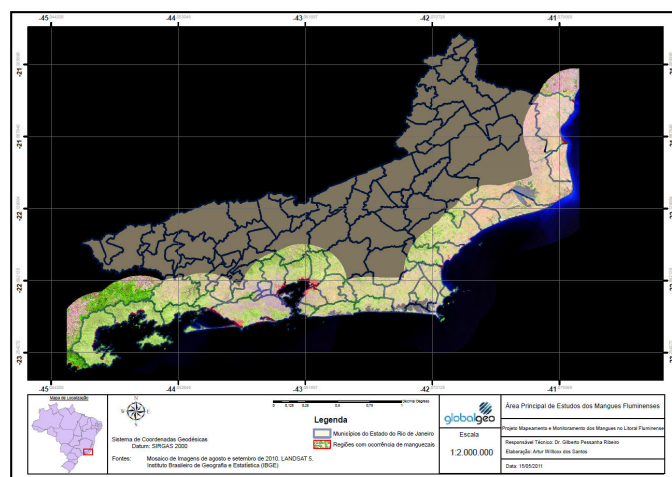 -45 -44 -43 -42 -41
-21
-21
-22
-22
-23
-45 -44 -43 -42 -41
Mapa de Localização
N
Sistema de Coordenadas Geodésicas
Datum: SIRGAS 2000
Fontes: Mosaico de Imagens de agosto e setembro de 2010. LANDSAT 5,
Instituto Brasileiro de Geografia e Estatística (IBGE)
Decimal Degrees
Legenda
Municípios do Estado do Rio de Janeiro
Regiões com ocorrência de manguezais
globalgeo
Escala
1:2.000.000
Área Principal de Estudos dos Mangues Fluminenses
Projeto Mapeamento e Monitoramento dos Mangues no Litoral Fluminense
Responsável Técnico: Dr. Gilberto Pessanha Ribeiro
Elaboração: Artur Willcox dos Santos
Data: 15/05/2011